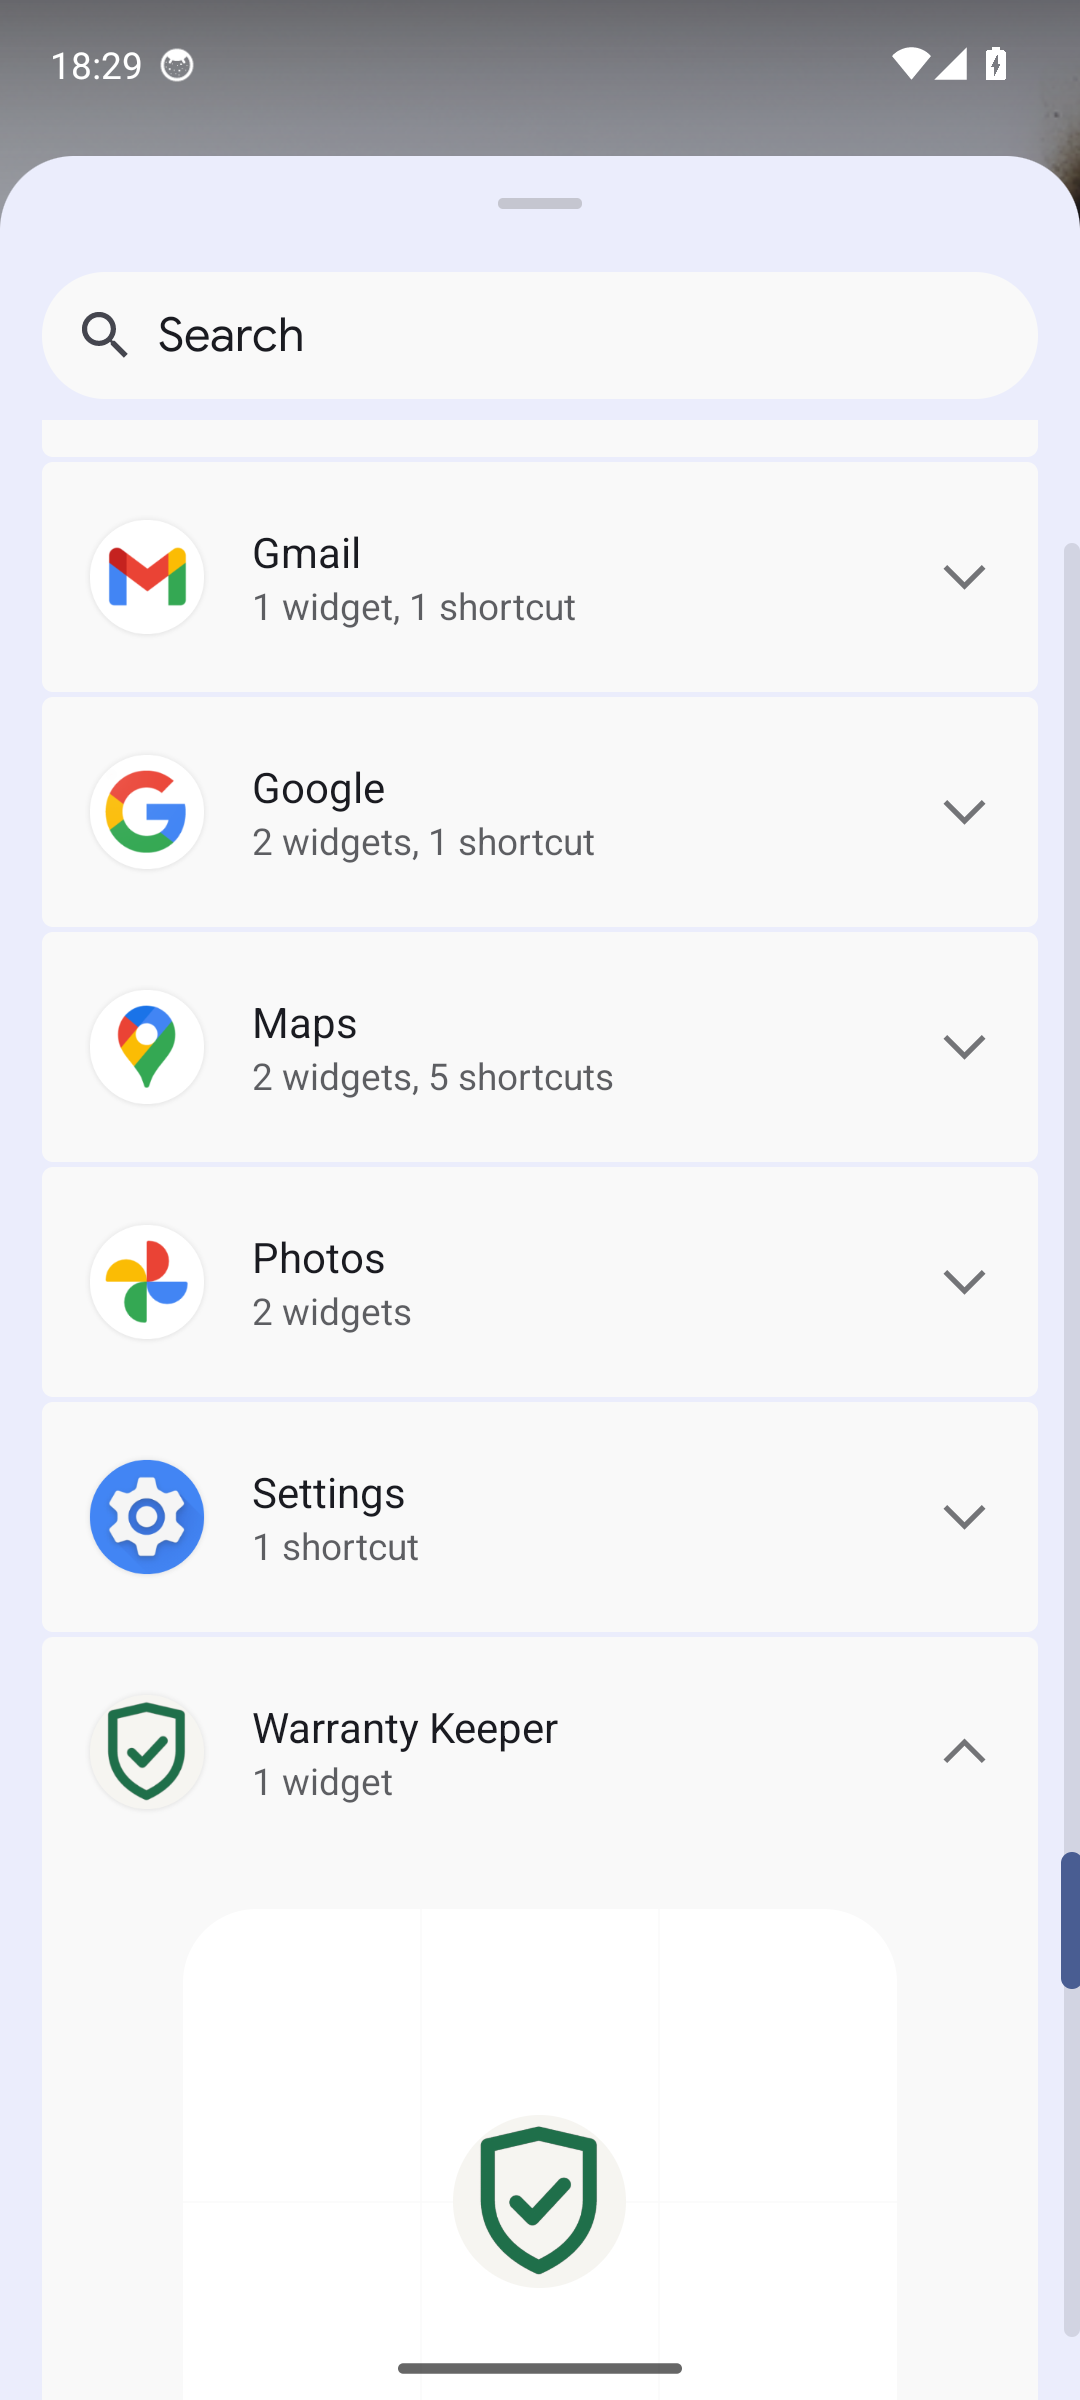 18:29
Search
Gmail
1 widget, 1 shortcut
Google
2 widgets, 1 shortcut
Maps
2 widgets, 5 shortcuts
Photos
2 widgets
Settings
1 shortcut
Warranty Keeper
1 widget